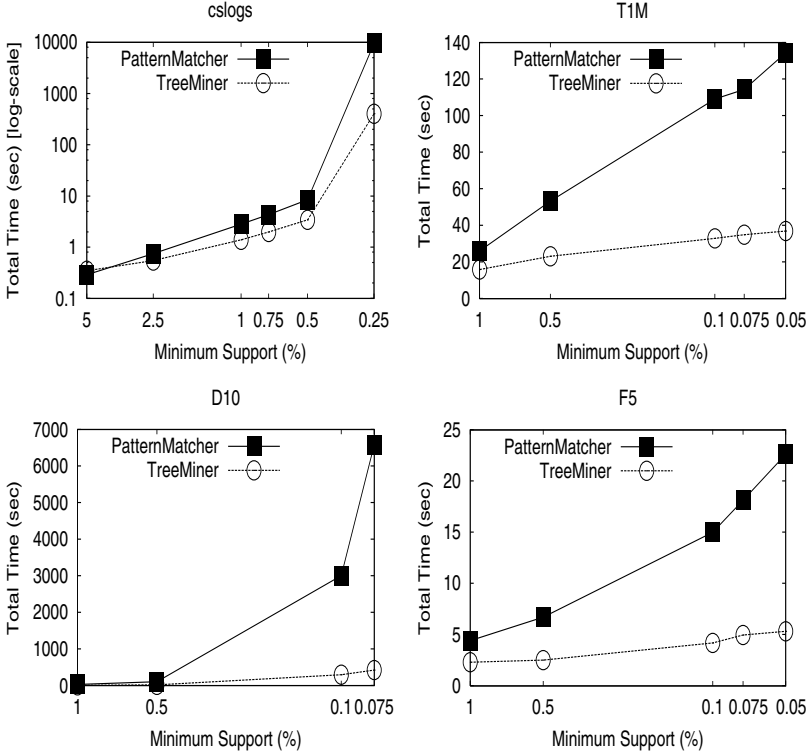 cslogs
Total Time (sec) [log-scale]
10000
1000
100
10
1
0.1
PatternMatcher
TreeMiner
5 2.5 1 0.75 0.5 0.25
Minimum Support (%)
T1M
Total Time (sec)
140
120
100
80
60
40
20
0
PatternMatcher
TreeMiner
1 0.5 0.1 0.075 0.05
Minimum Support (%)
D10
Total Time (sec)
7000
6000
5000
4000
3000
2000
1000
0
PatternMatcher
TreeMiner
1 0.5 0.1 0.075
Minimum Support (%)
F5
Total Time (sec)
25
20
15
10
5
0
PatternMatcher
TreeMiner
1 0.5 0.1 0.075 0.05
Minimum Support (%)